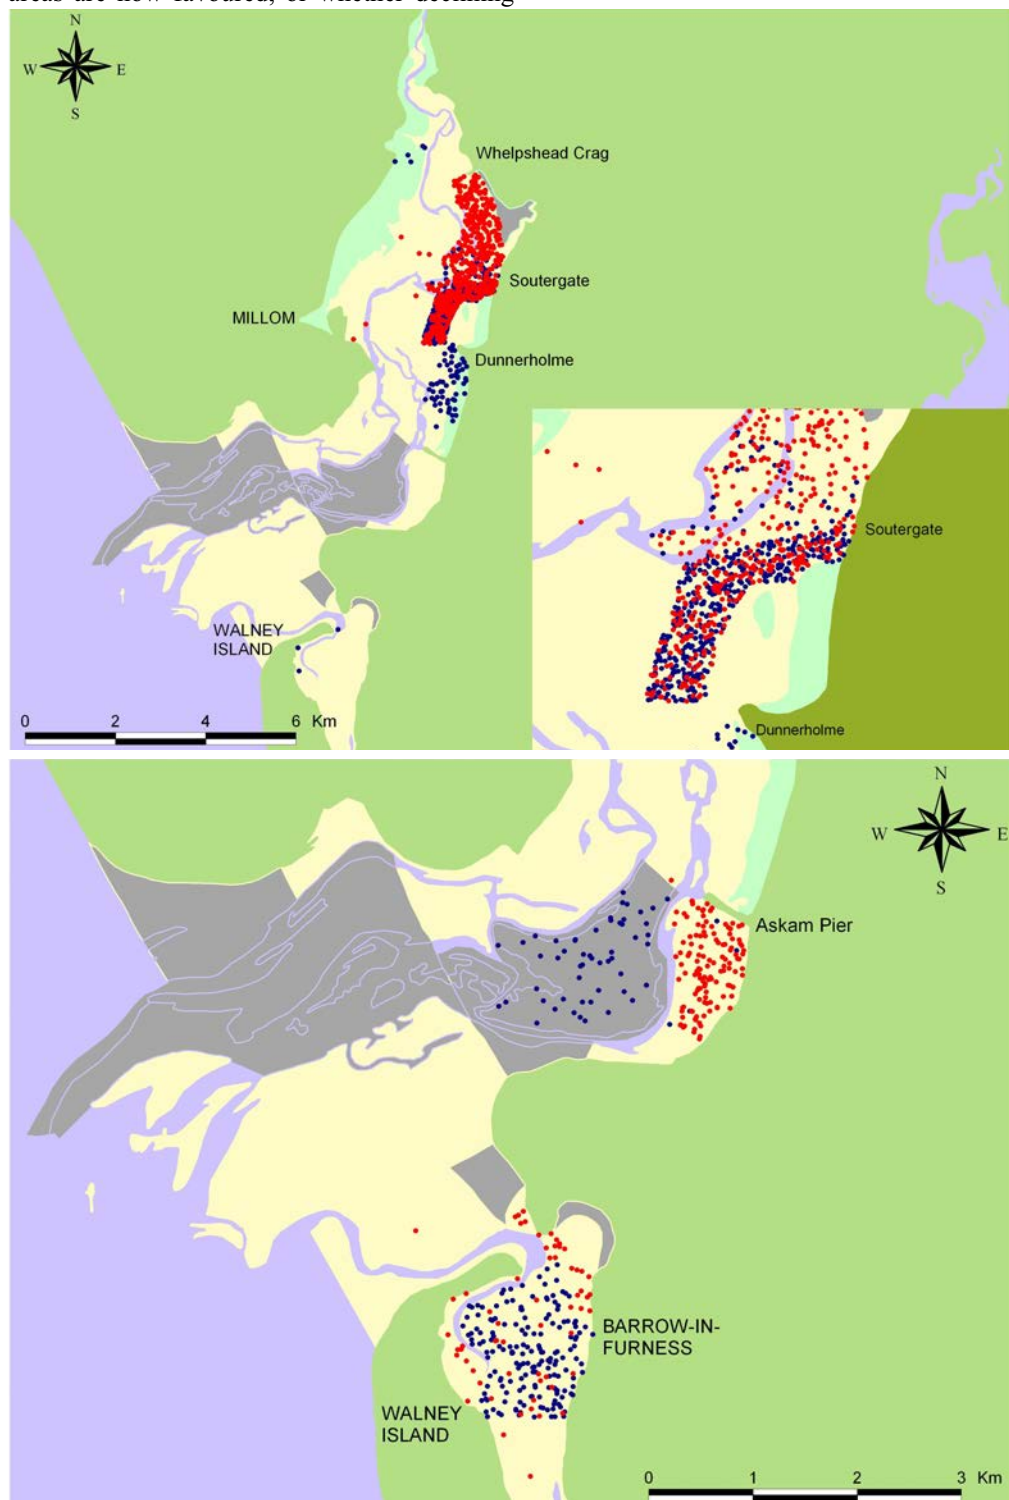 areas are now favoured, or whether declining
N
W E
S
Whelpshead Crag
Soutergate
MILLOM
Dunnerholme
Soutergate
WALNEY
ISLAND
0 2 4 6 Km
Dunnerholme
N
W E
S
Askam Pier
BARROW-IN-
FURNESS
WALNEY
ISLAND
0 1 2 3 Km